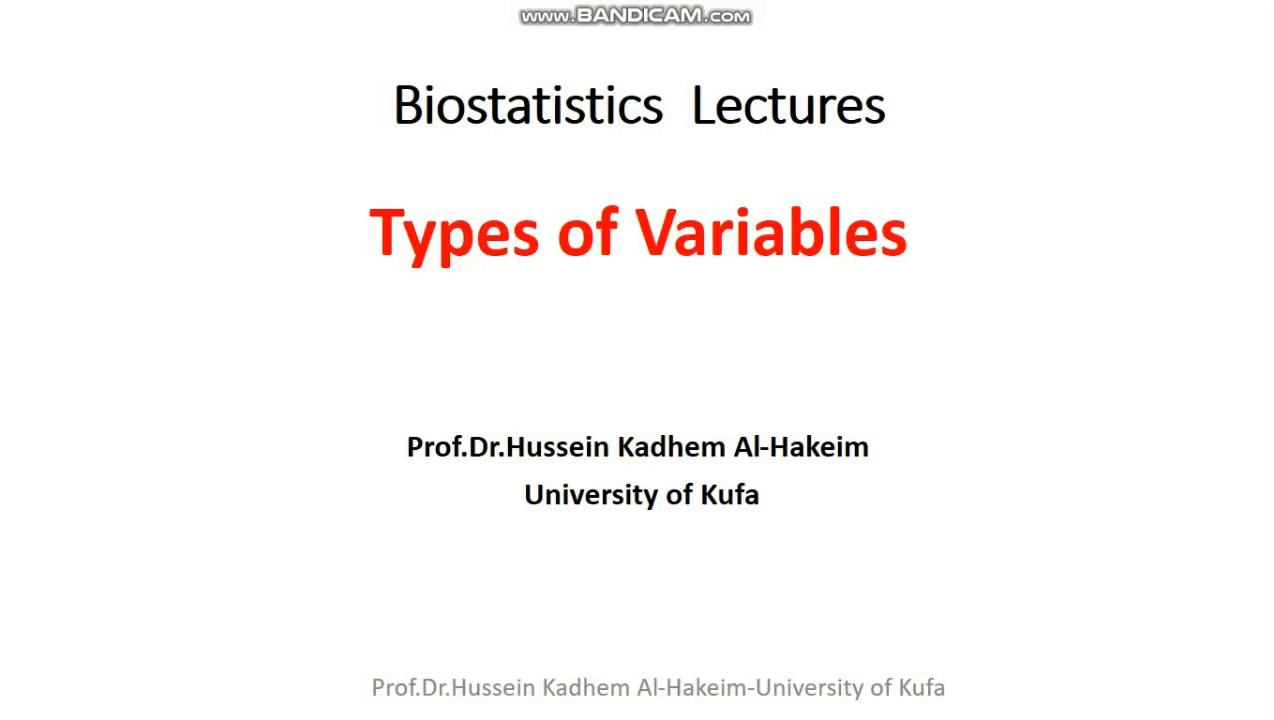 www.BANDICAM.com
Biostatistics Lectures
Types of Variables
Prof.Dr.Hussein Kadhem Al-Hakeim
University of Kufa
Prof.Dr.Hussein Kadhem Al-Hakeim-University of Kufa